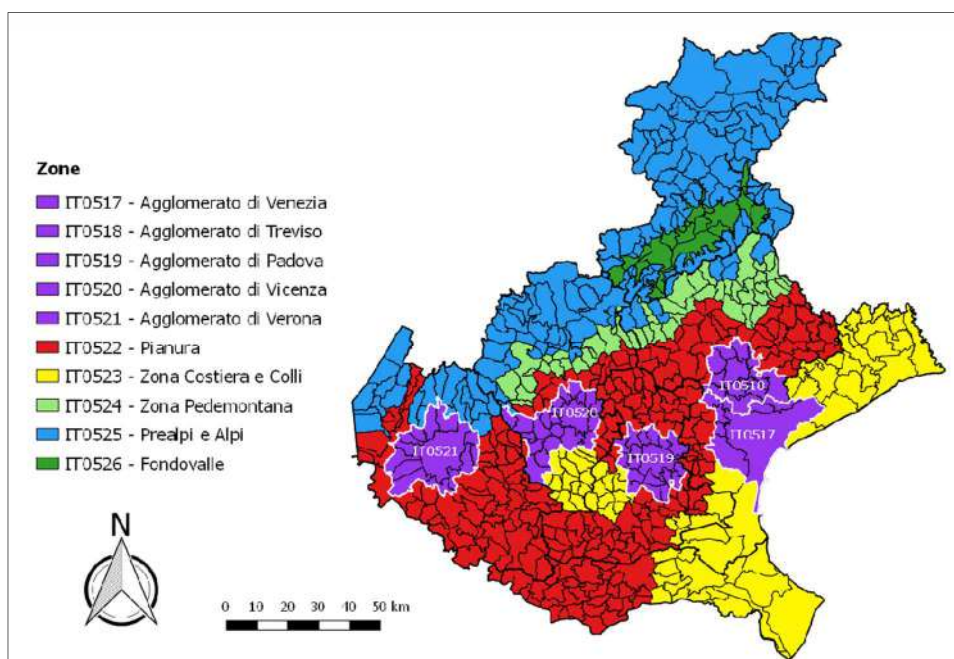 Zone
IT0517 - Agglomerato di Venezia
IT0518 - Agglomerato di Treviso
IT0519 - Agglomerato di Padova
IT0520 - Agglomerato di Vicenza
IT0521 - Agglomerato di Verona
IT0522 - Pianura
IT0523 - Zona Costiera e Colli
IT0524 - Zona Pedemontana
IT0525 - Prealpi e Alpi
IT0526 - Fondovalle
IT0520
IT0517
IT0521
IT0519
N
0 10 20 30 40 50 km